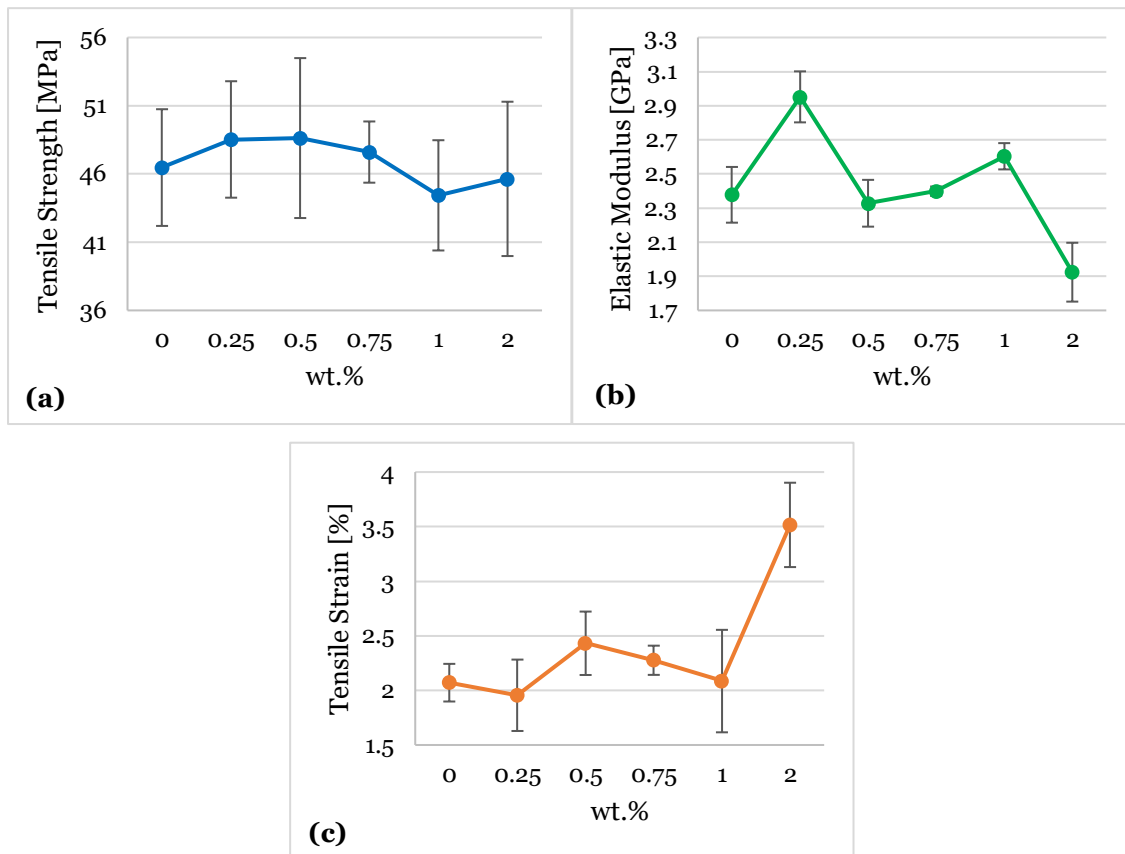 Tensile Strength [MPa]
56
51
46
41
36
0 0.25 0.5 0.75 1 2
wt.%
(a)
Elastic Modulus [GPa]
3.3
3.1
2.9
2.7
2.5
2.3
2.1
1.9
1.7
0 0.25 0.5 0.75 1 2
wt.%
(b)
Tensile Strain [%]
4
3.5
3
2.5
2
1.5
0 0.25 0.5 0.75 1 2
wt.%
(c)